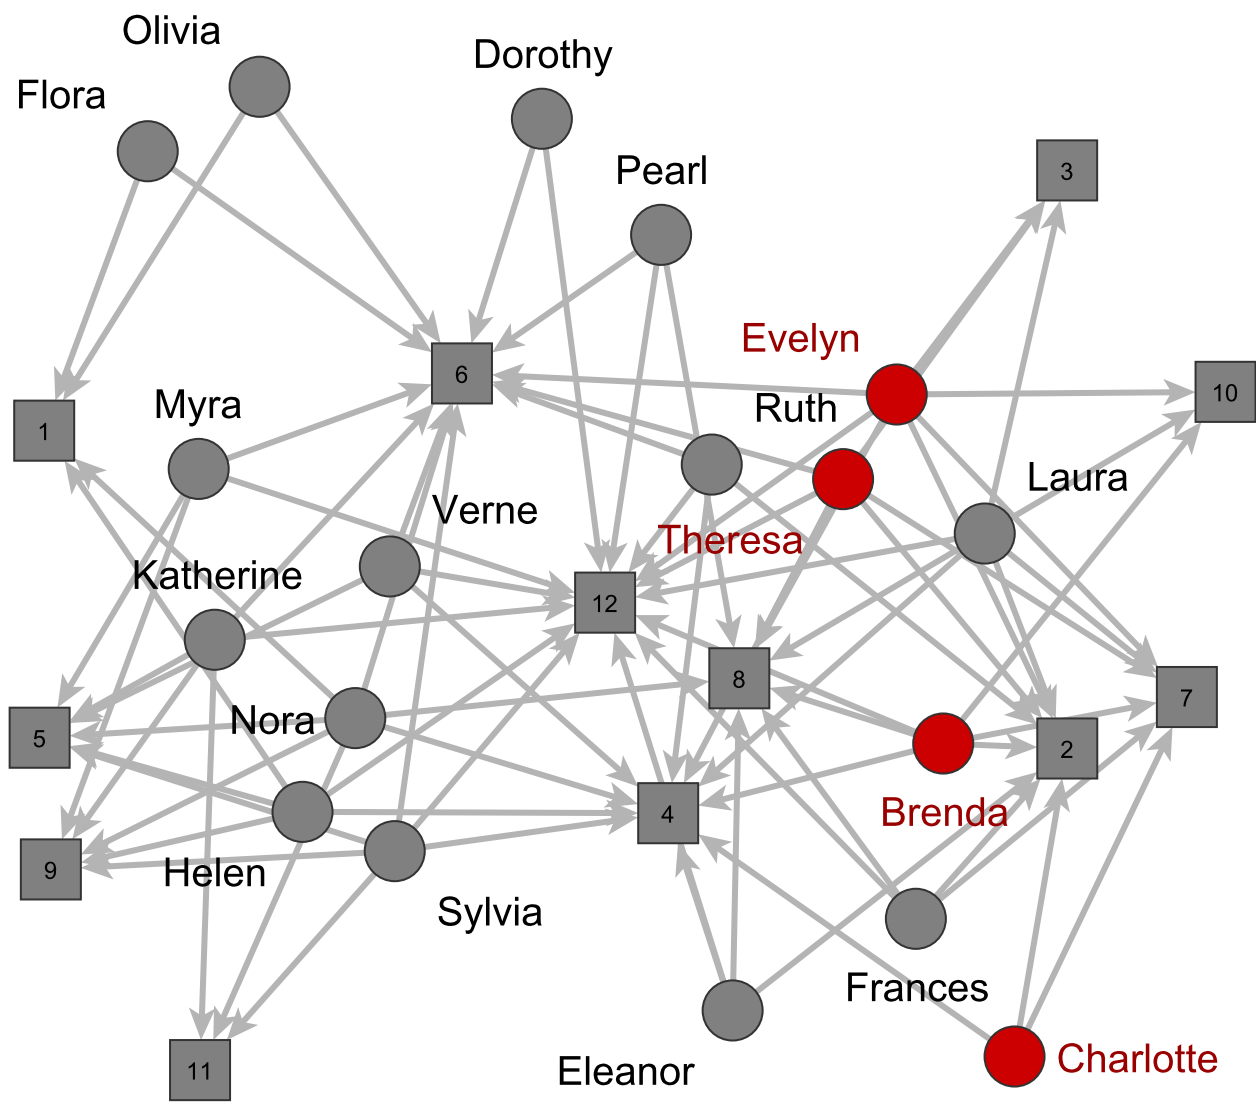 Olivia
Dorothy
Flora
Pearl
3
Evelyn
6
10
Ruth
Myra
1
Laura
Verne
Theresa
Katherine
12
8
7
Nora
5
2
Brenda
4
9
Helen
Sylvia
Frances
Eleanor
11
Charlotte